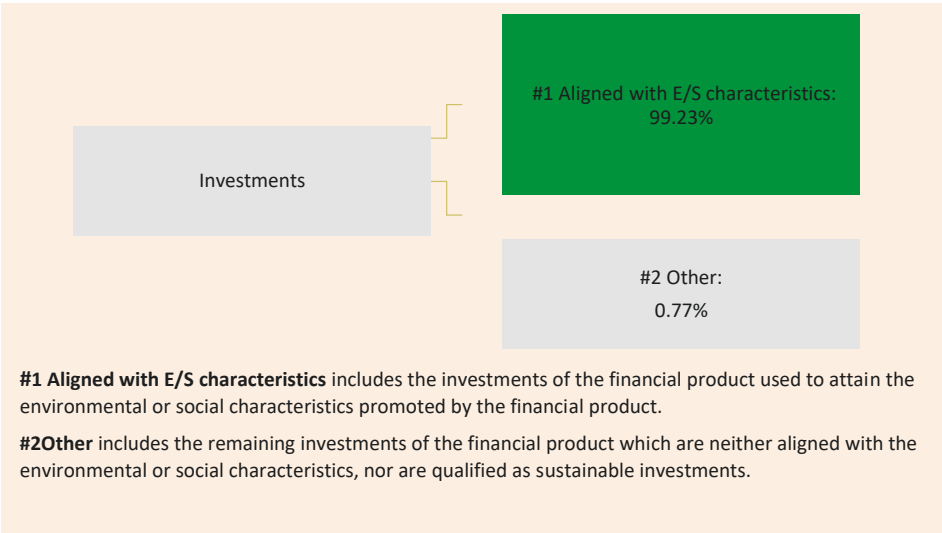 #1 Aligned with E/S characteristics:
99.23%
Investments
#2 Other:
0.77%
#1 Aligned with E/S characteristics includes the investments of the financial product used to attain the
environmental or social characteristics promoted by the financial product.
#2Other includes the remaining investments of the financial product which are neither aligned with the
environmental or social characteristics, nor are qualified as sustainable investments.